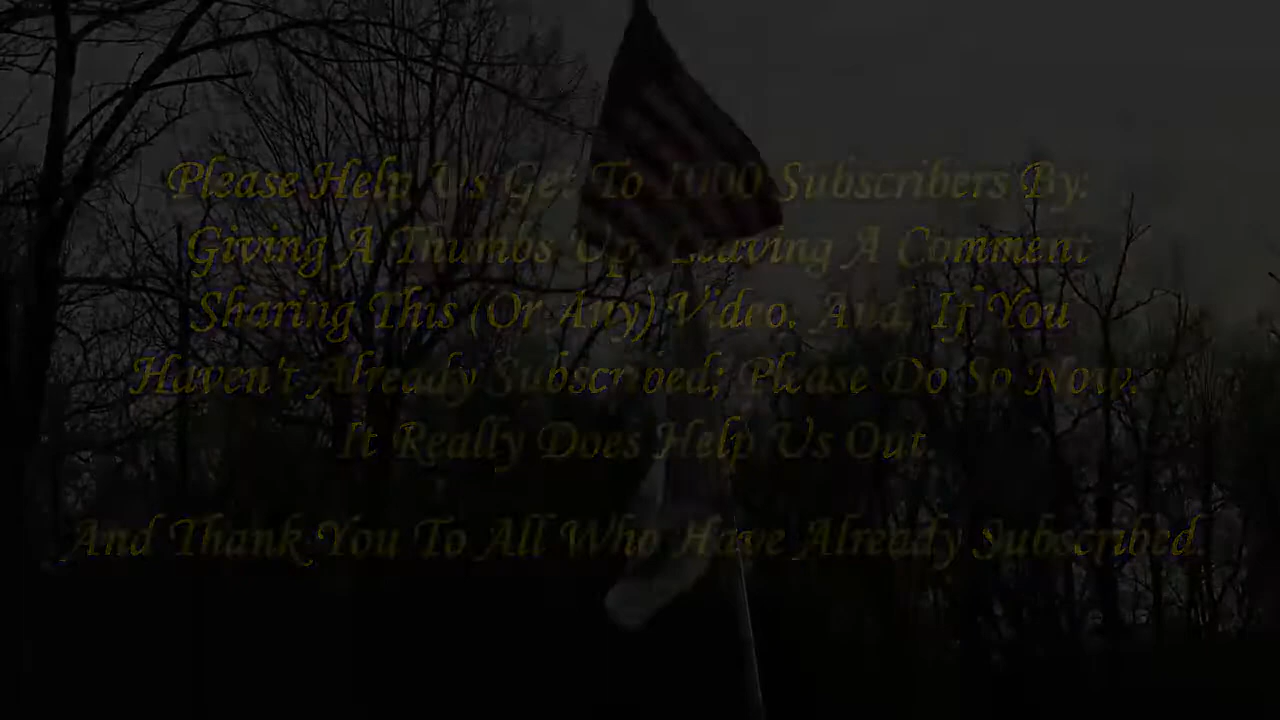 Please Help Us Get To 1000 Subscribers By:
Giving A Thumbs Up, Leaving A Comment
Sharing This (Or Any) Video. And, If You
Haven't Already Subscribed; Please Do So Now.
It Really Does Help Us Out.
And Thank You To All Who Have Already Subscribed.